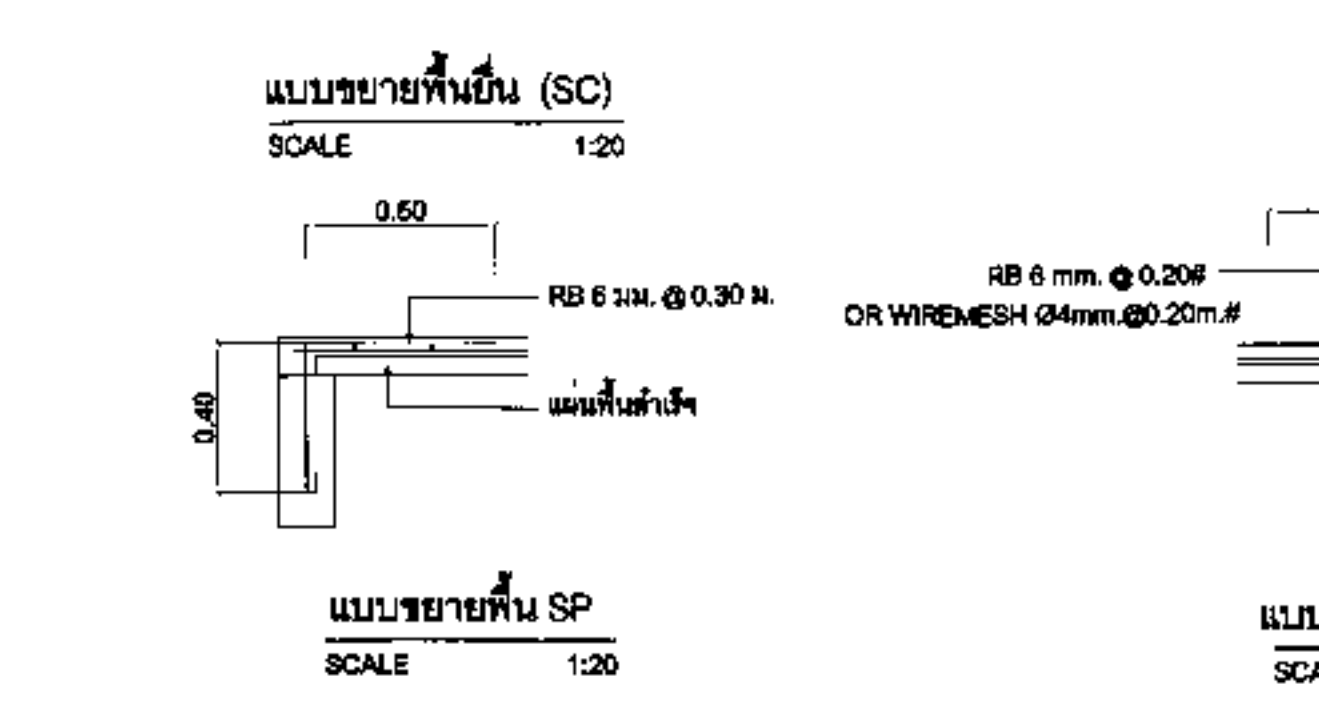 แบบขยายพื้นยื่น (SC)
SCALE 1:20
0.50
RB 6 มม. @ 0.30 ม.
แผ่นพื้นสำเร็จ
0.40
แบบขยายพื้น SP
SCALE 1:20
RB 6 mm. @ 0.20#
OR WIREMESH Ø4mm.@0.20m.#